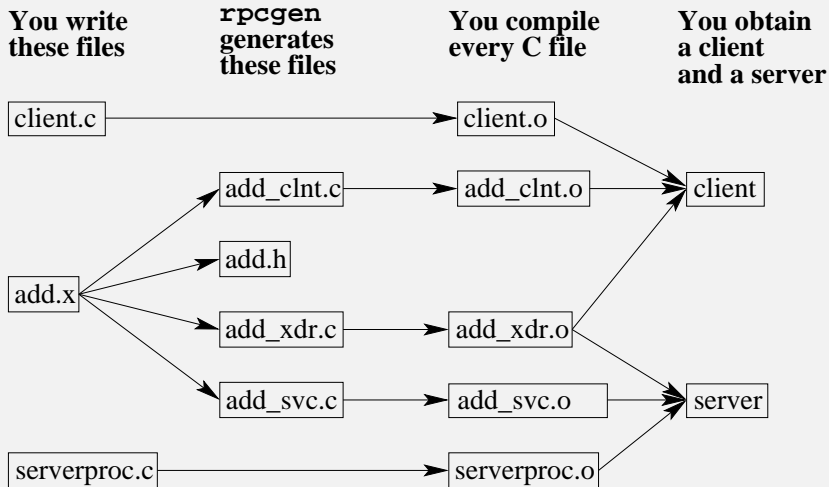 You write
these files
rpcgen
generates
these files
You compile
every C file
You obtain
a client
and a server
client.c
client.o
add_clnt.c
add_clnt.o
client
add.h
add.x
add_xdr.c
add_xdr.o
add_svc.c
add_svc.o
server
serverproc.c
serverproc.o